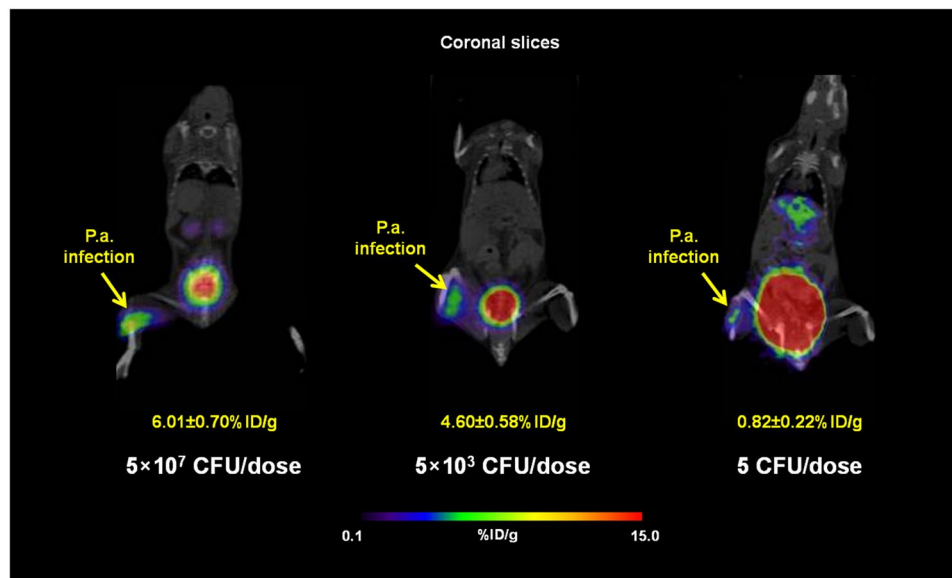 Coronal slices
P.a.
infection
P.a.
infection
P.a.
infection
6.01±0.70% ID/g
4.60±0.58% ID/g
0.82±0.22% ID/g
5×10⁷ CFU/dose
5×10³ CFU/dose
5 CFU/dose
0.1
%ID/g
15.0